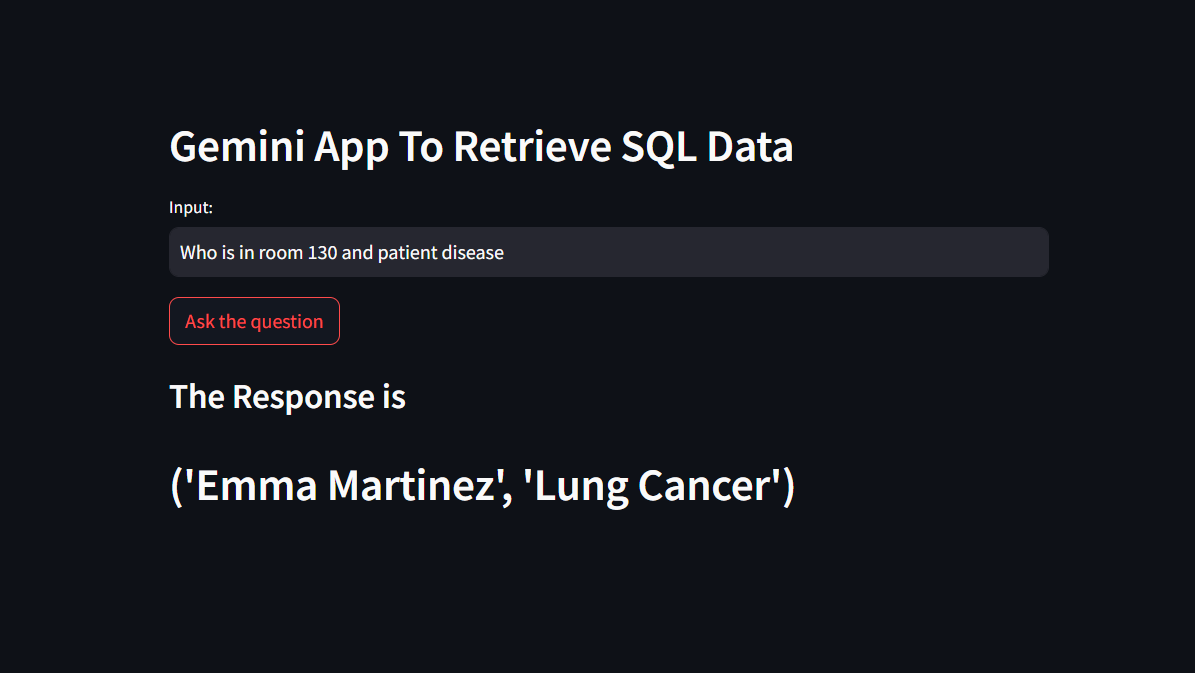 Gemini App To Retrieve SQL Data
Input:
Who is in room 130 and patient disease
Ask the question
The Response is
('Emma Martinez', 'Lung Cancer')